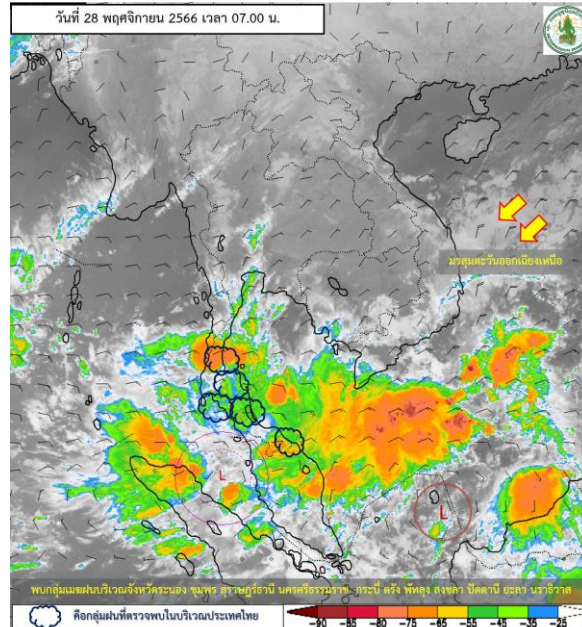 วันที่ 28 พฤศจิกายน 2566 เวลา 07.00 น.
มรสุมตะวันออกเฉียงเหนือ
L
L
พบกลุ่มเมฆฝนบริเวณจังหวัดระนอง ชุมพร สุราษฎร์ธานี นครศรีธรรมราช กระบี่ ตรัง พัทลุง สงขลา ปัตตานี ยะลา นราธิวาส
คือกลุ่มฝนที่ตรวจพบในบริเวณประเทศไทย
-90 -85 -75 -65 -55 -45 -35 -25